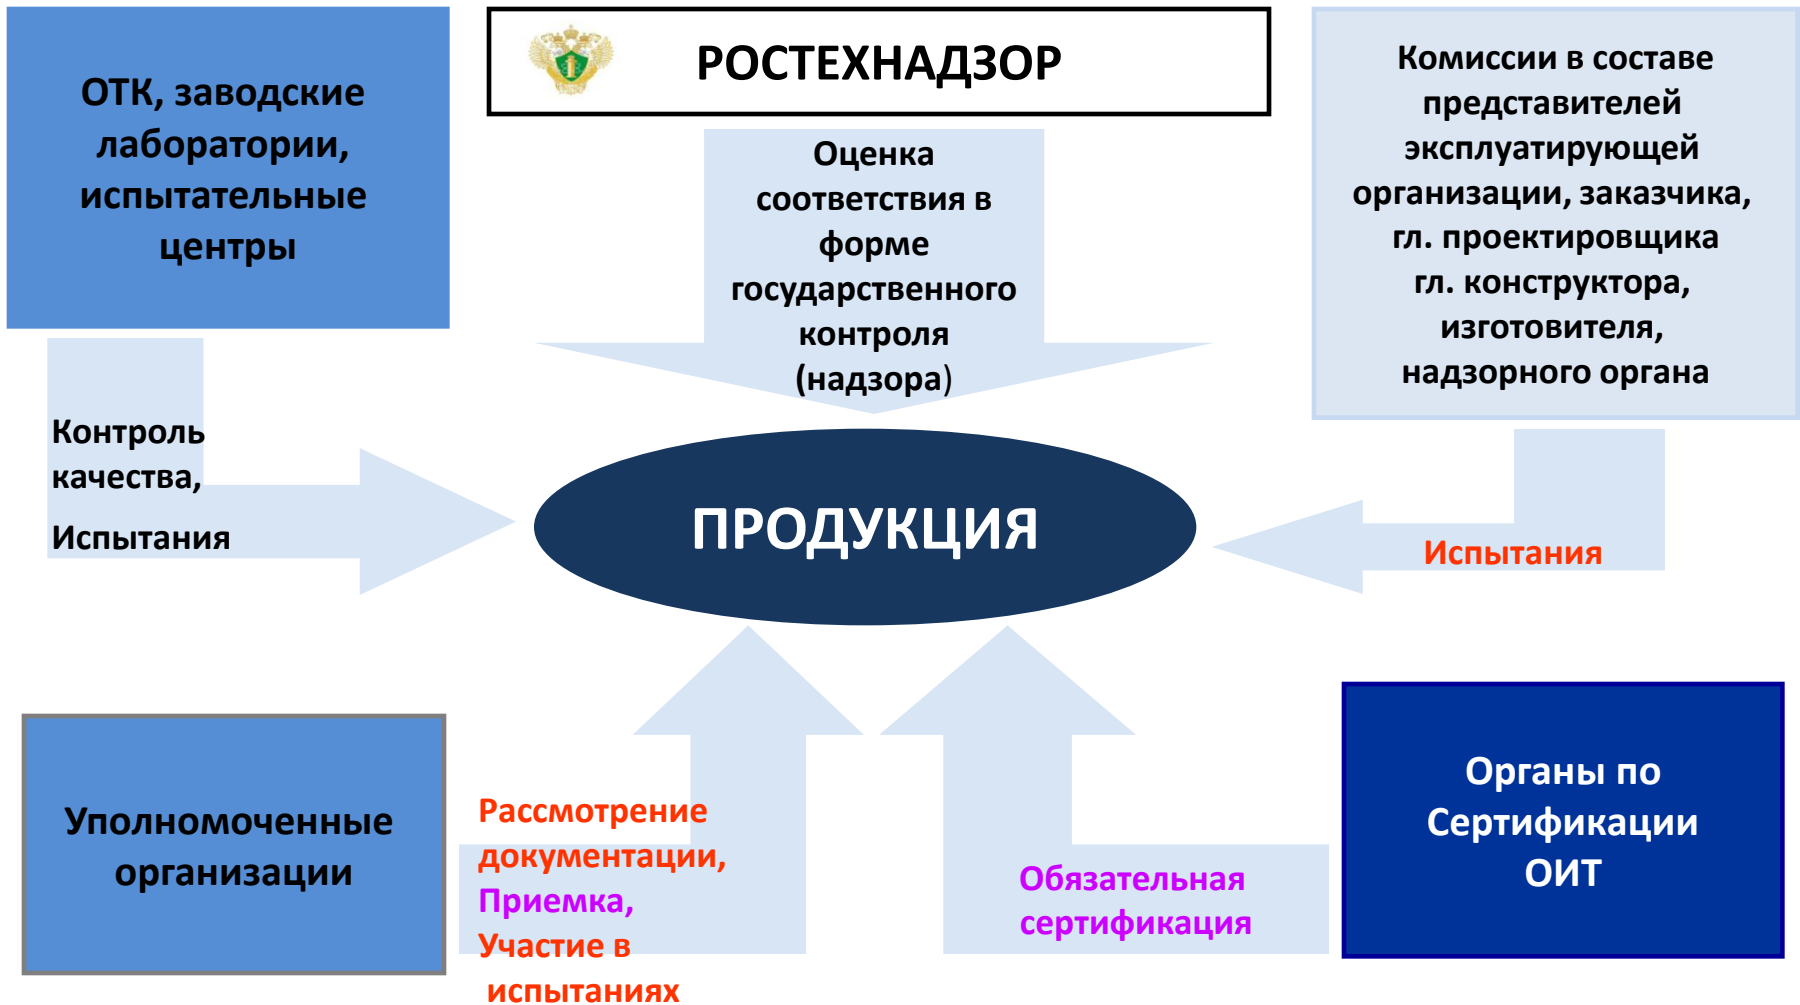 ОТК, заводские
лаборатории,
испытательные
центры
РОСТЕХНАДЗОР
Комиссии в составе
представителей
эксплуатирующей
организации, заказчика,
гл. проектировщика
гл. конструктора,
изготовителя,
надзорного органа
Оценка
соответствия в
форме
государственного
контроля
(надзора)
Контроль
качества,
Испытания
ПРОДУКЦИЯ
Испытания
Уполномоченные
организации
Рассмотрение
документации,
Приемка,
Участие в
испытаниях
Обязательная
сертификация
Органы по
Сертификации
ОИТ